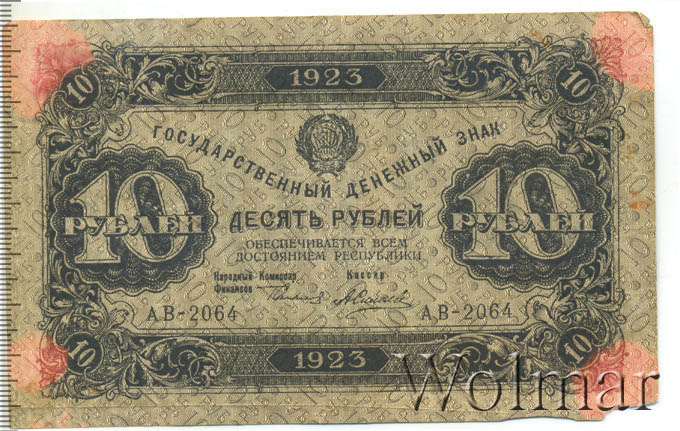 1923
10 10
ГОСУДАРСТВЕННЫЙ ДЕНЕЖНЫЙ ЗНАК
10 РУБЛЕЙ
10 РУБЛЕЙ
ДЕСЯТЬ РУБЛЕЙ
ОБЕСПЕЧИВАЕТСЯ ВСЕМ
ДОСТОЯНИЕМ РЕСПУБЛИКИ
Народный Комиссар
Финансов
Кассир
АВ-2064 АВ-2064
10 10
1923
Wolmar